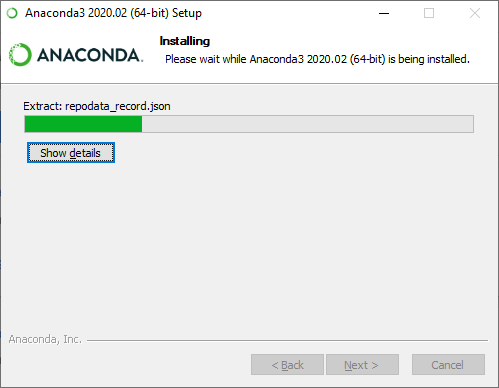 Anaconda3 2020.02 (64-bit) Setup
ANACONDA.
Installing
Please wait while Anaconda3 2020.02 (64-bit) is being installed.
Extract: repodata_record.json
Show details
Anaconda, Inc.
< Back
Next >
Cancel